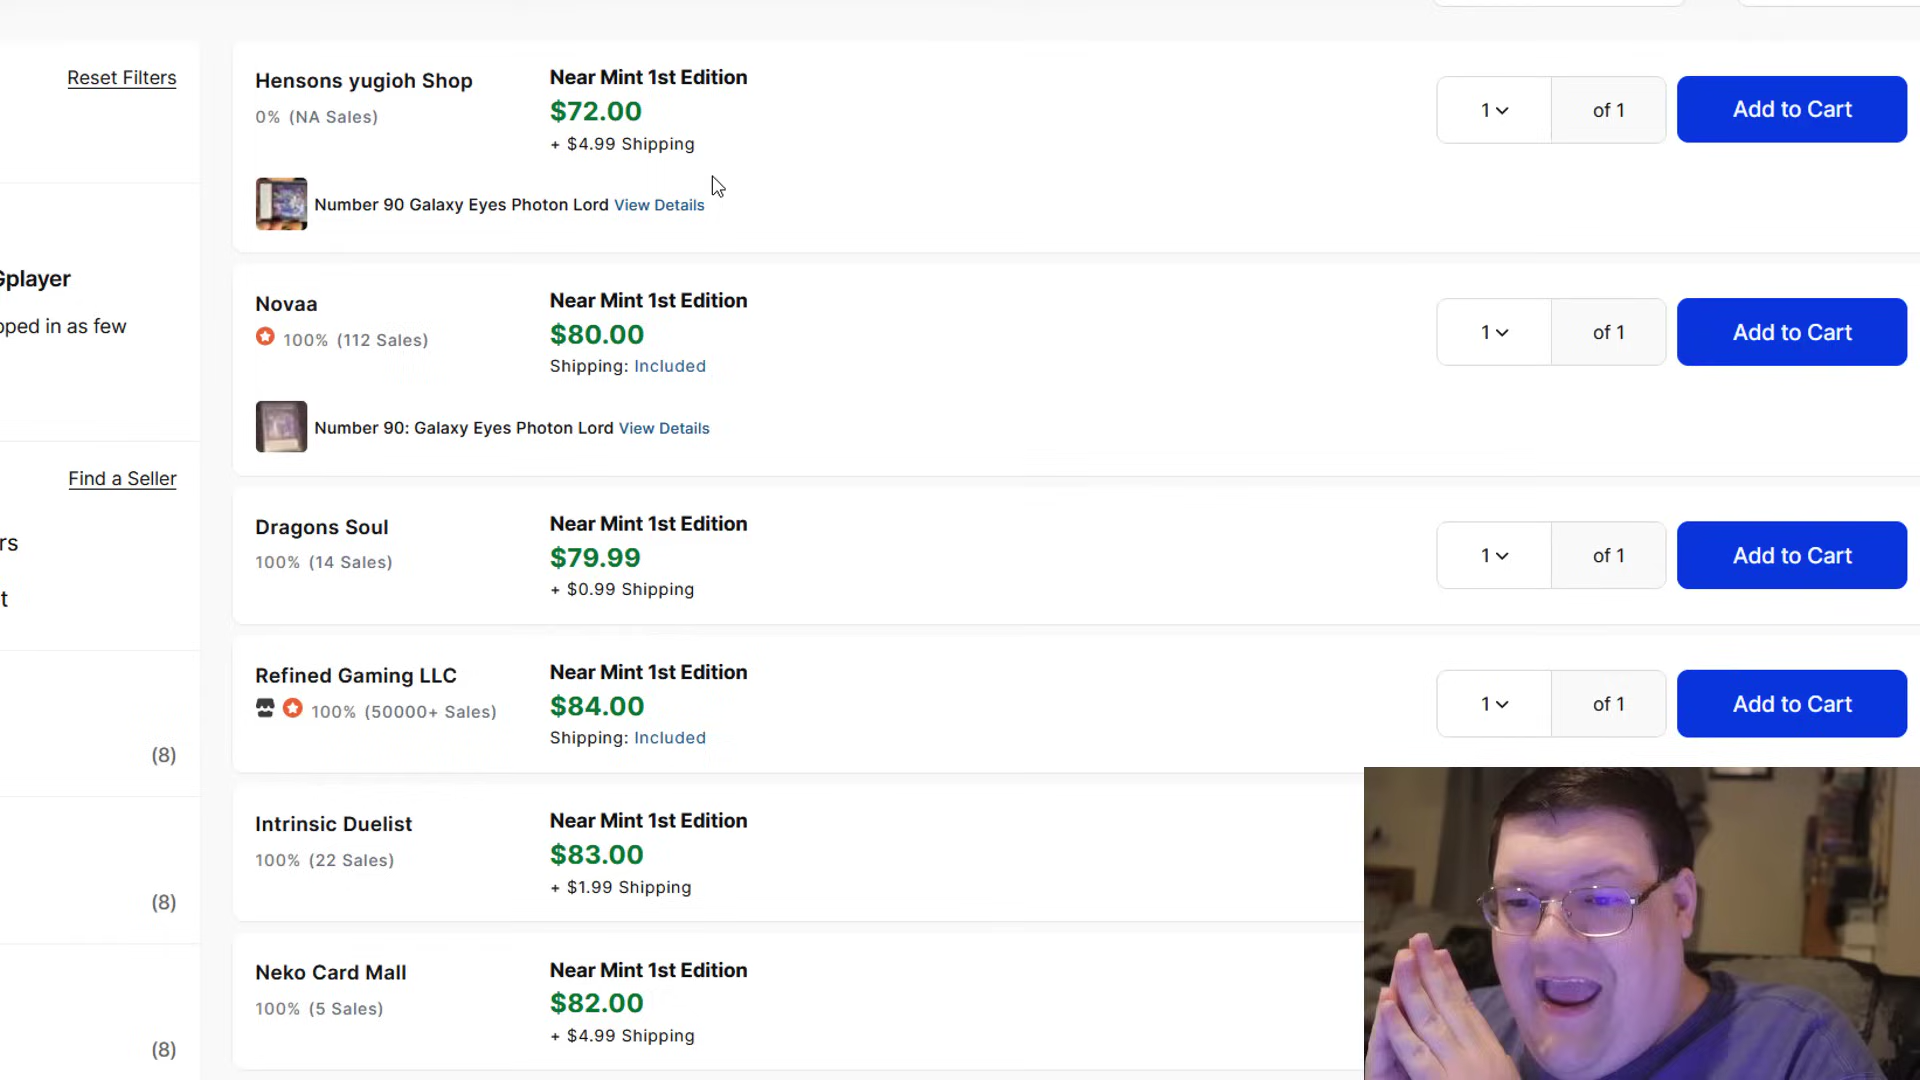 Reset Filters
Gplayer
pped in as few
Find a Seller
rs
t
(8)
(8)
(8)
Hensons yugioh Shop
0% (NA Sales)
Near Mint 1st Edition
$72.00
+ $4.99 Shipping
1
of 1
Add to Cart
Number 90 Galaxy Eyes Photon Lord View Details
Novaa
100% (112 Sales)
Near Mint 1st Edition
$80.00
Shipping: Included
1
of 1
Add to Cart
Number 90: Galaxy Eyes Photon Lord View Details
Dragons Soul
100% (14 Sales)
Near Mint 1st Edition
$79.99
+ $0.99 Shipping
1
of 1
Add to Cart
Refined Gaming LLC
100% (50000+ Sales)
Near Mint 1st Edition
$84.00
Shipping: Included
1
of 1
Add to Cart
Intrinsic Duelist
100% (22 Sales)
Near Mint 1st Edition
$83.00
+ $1.99 Shipping
Neko Card Mall
100% (5 Sales)
Near Mint 1st Edition
$82.00
+ $4.99 Shipping